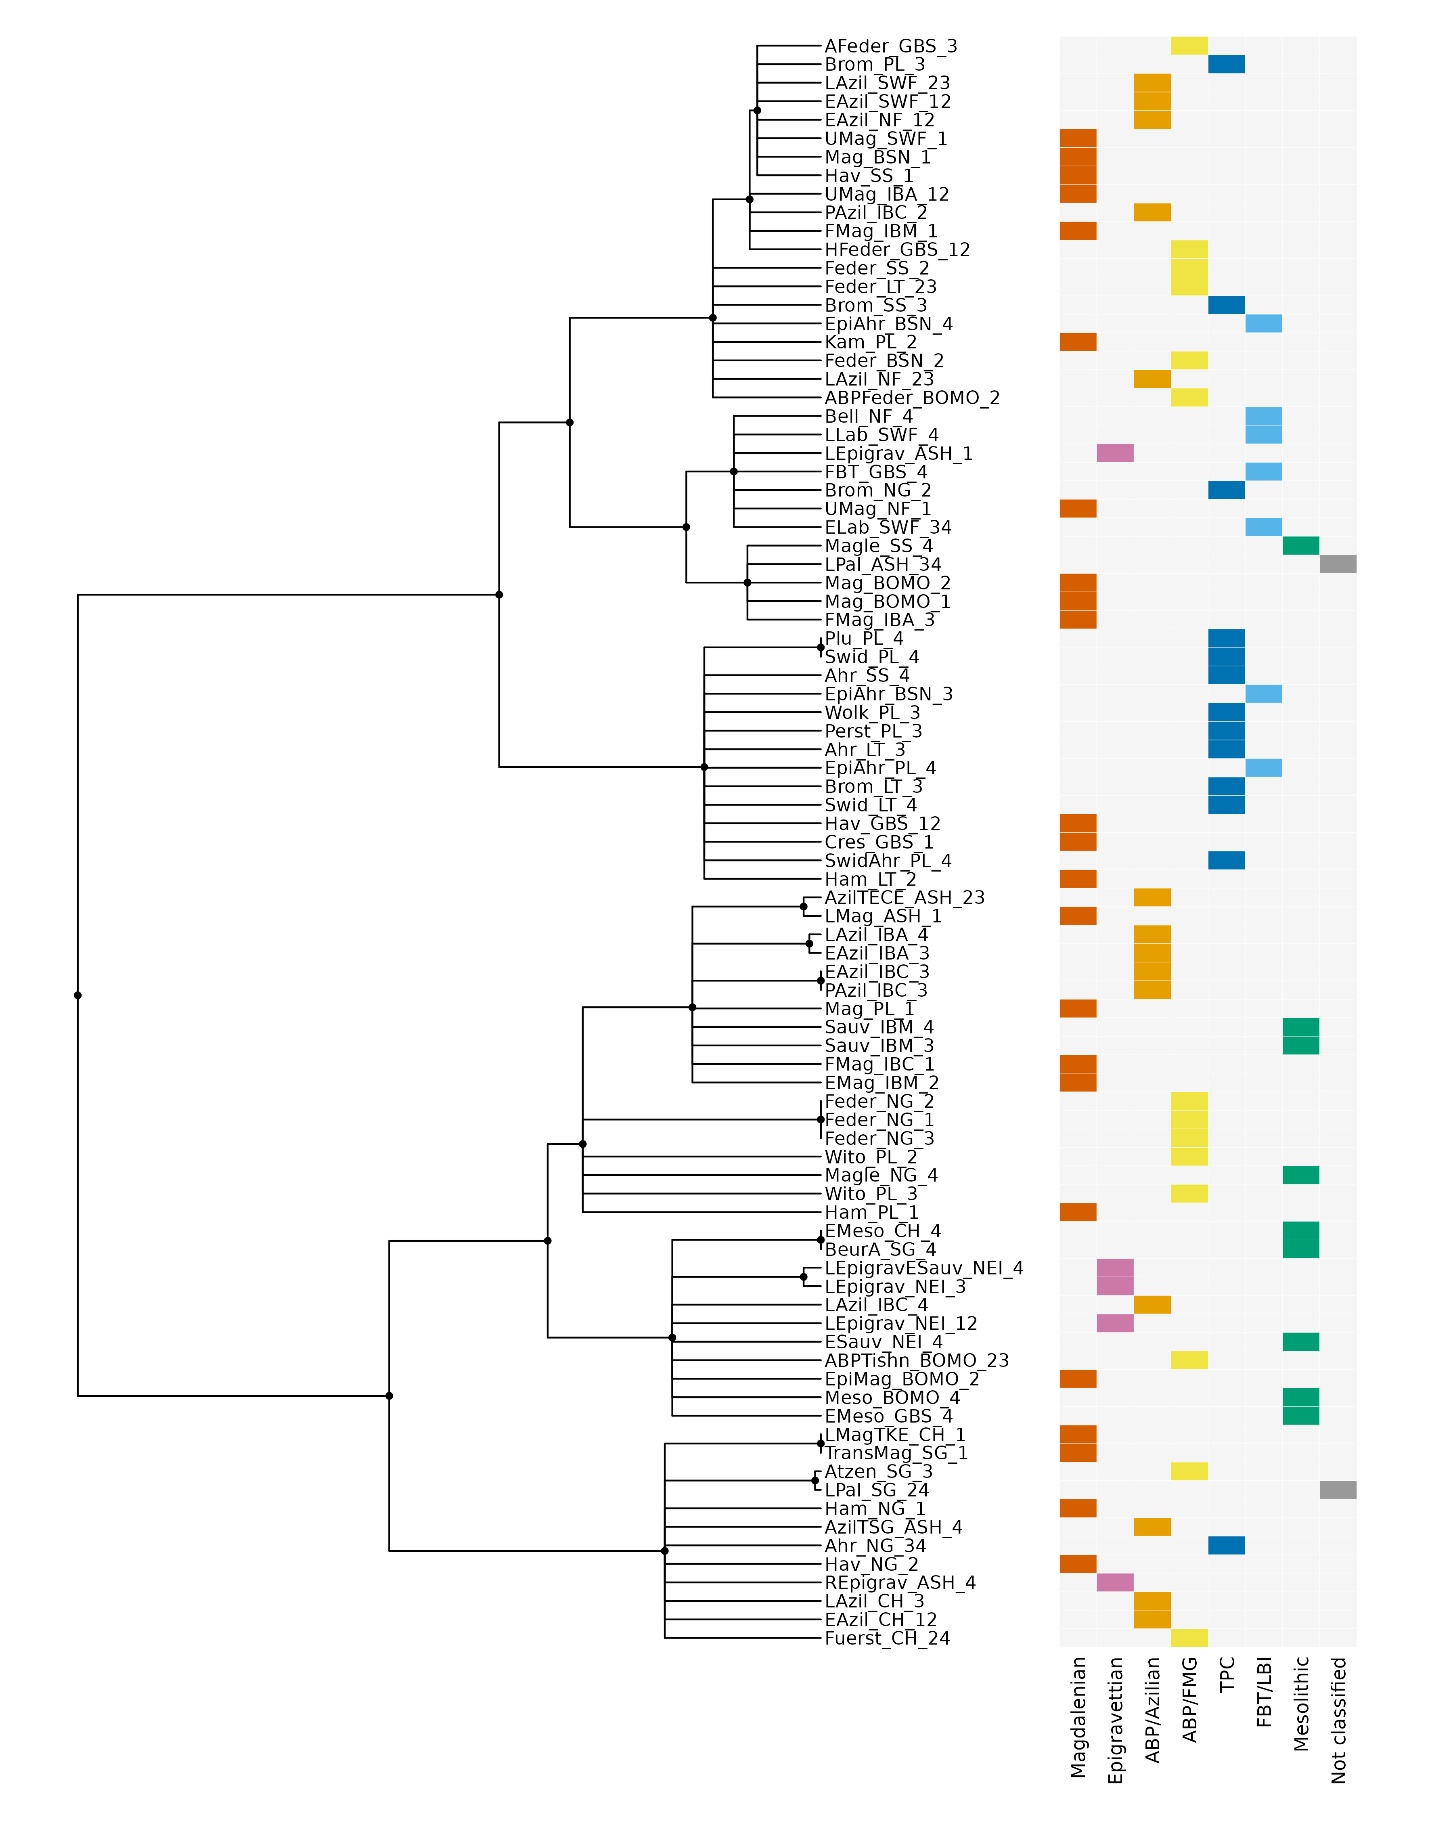 AFeder_GBS_3
Brom_PL_3
LAzil_SWF_23
EAzil_SWF_12
EAzil_NF_12
UMag_SWF_1
Mag_BSN_1
Hav_SS_1
UMag_IBA_12
PAzil_IBC_2
FMag_IBM_1
HFeder_GBS_12
Feder_SS_2
Feder_LT_23
Brom_SS_3
EpiAhr_BSN_4
Kam_PL_2
Feder_BSN_2
LAzil_NF_23
ABPFeder_BOMO_2
Bell_NF_4
LLab_SWF_4
LEpigrav_ASH_1
FBT_GBS_4
Brom_NG_2
UMag_NF_1
ELab_SWF_34
Magle_SS_4
LPal_ASH_34
Mag_BOMO_2
Mag_BOMO_1
FMag_IBA_3
Plu_PL_4
Swid_PL_4
Ahr_SS_4
EpiAhr_BSN_3
Wolk_PL_3
Perst_PL_3
Ahr_LT_3
EpiAhr_PL_4
Brom_LT_3
Swid_LT_4
Hav_GBS_12
Cres_GBS_1
SwidAhr_PL_4
Ham_LT_2
AzilTECE_ASH_23
LMag_ASH_1
LAzil_IBA_4
EAzil_IBA_3
EAzil_IBC_3
PAzil_IBC_3
Mag_PL_1
Sauv_IBM_4
Sauv_IBM_3
FMag_IBC_1
EMag_IBM_2
Feder_NG_2
Feder_NG_1
Feder_NG_3
Wito_PL_2
Magle_NG_4
Wito_PL_3
Ham_PL_1
EMeso_CH_4
BeurA_SG_4
LEpigravESauv_NEI_4
LEpigrav_NEI_3
LAzil_IBC_4
LEpigrav_NEI_12
ESauv_NEI_4
ABPTishn_BOMO_23
EpiMag_BOMO_2
Meso_BOMO_4
EMeso_GBS_4
LMagTKE_CH_1
TransMag_SG_1
Atzen_SG_3
LPal_SG_24
Ham_NG_1
AzilTSG_ASH_4
Ahr_NG_34
Hav_NG_2
REpigrav_ASH_4
LAzil_CH_3
EAzil_CH_12
Fuerst_CH_24
Magdalenian
Epigravettian
ABP/Azilian
ABP/FMG
TPC
FBT/LBI
Mesolithic
Not classified